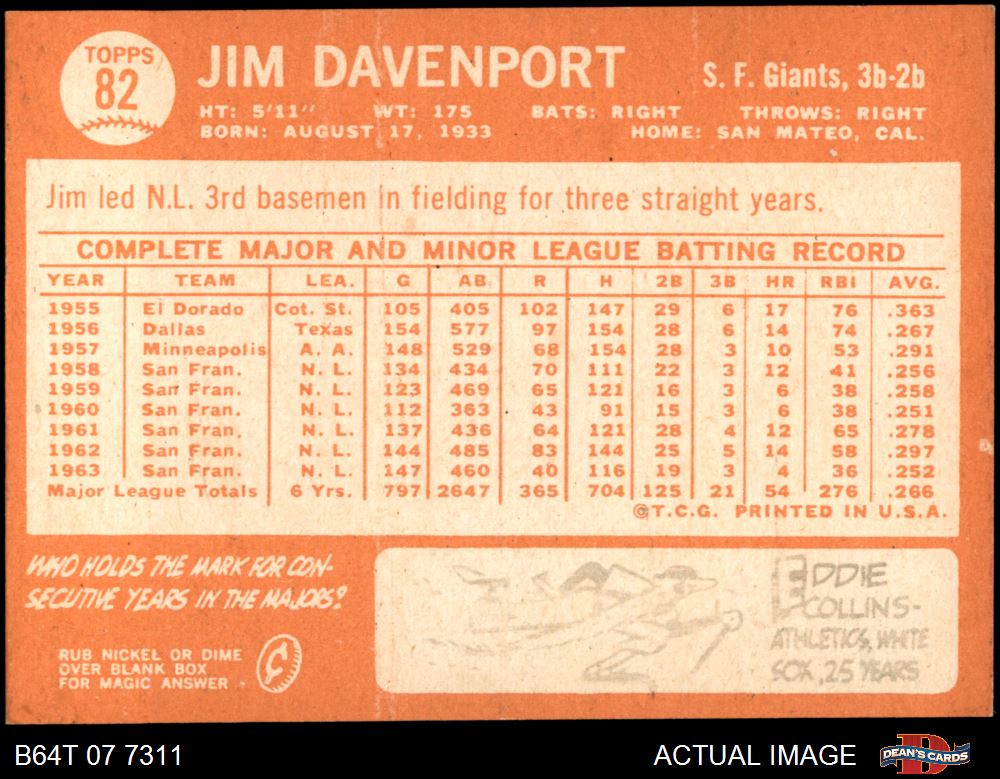 TOPPS
82
JIM DAVENPORT
S. F. Giants, 3b-2b
HT: 5'11" WT: 175 BATS: RIGHT THROWS: RIGHT
BORN: AUGUST 17, 1933 HOME: SAN MATEO, CAL.
Jim led N.L. 3rd basemen in fielding for three straight years.
COMPLETE MAJOR AND MINOR LEAGUE BATTING RECORD
YEAR TEAM LEA. G AB R H 2B 3B HR RBI AVG.
1955 El Dorado Cot. St. 105 405 102 147 29 6 17 76 .363
1956 Dallas Texas 154 577 97 154 28 6 14 74 .267
1957 Minneapolis A. A. 148 529 68 154 28 3 10 53 .291
1958 San Fran. N. L. 134 434 70 111 22 3 12 41 .256
1959 San Fran. N. L. 123 469 65 121 16 3 6 38 .258
1960 San Fran. N. L. 112 363 43 91 15 3 6 38 .251
1961 San Fran. N. L. 137 436 64 121 28 4 12 65 .278
1962 San Fran. N. L. 144 485 83 144 25 5 14 58 .297
1963 San Fran. N. L. 147 460 40 116 19 3 4 36 .252
Major League Totals 6 Yrs. 797 2647 365 704 125 21 54 276 .266
©T.C.G. PRINTED IN U.S.A.
WHO HOLDS THE MARK FOR CON-
SECUTIVE YEARS IN THE MAJORS?
RUB NICKEL OR DIME
OVER BLANK BOX
FOR MAGIC ANSWER
EDDIE
COLLINS-
ATHLETICS, WHITE
SOX, 25 YEARS
B64T 07 7311
ACTUAL IMAGE
DEAN'S CARDS